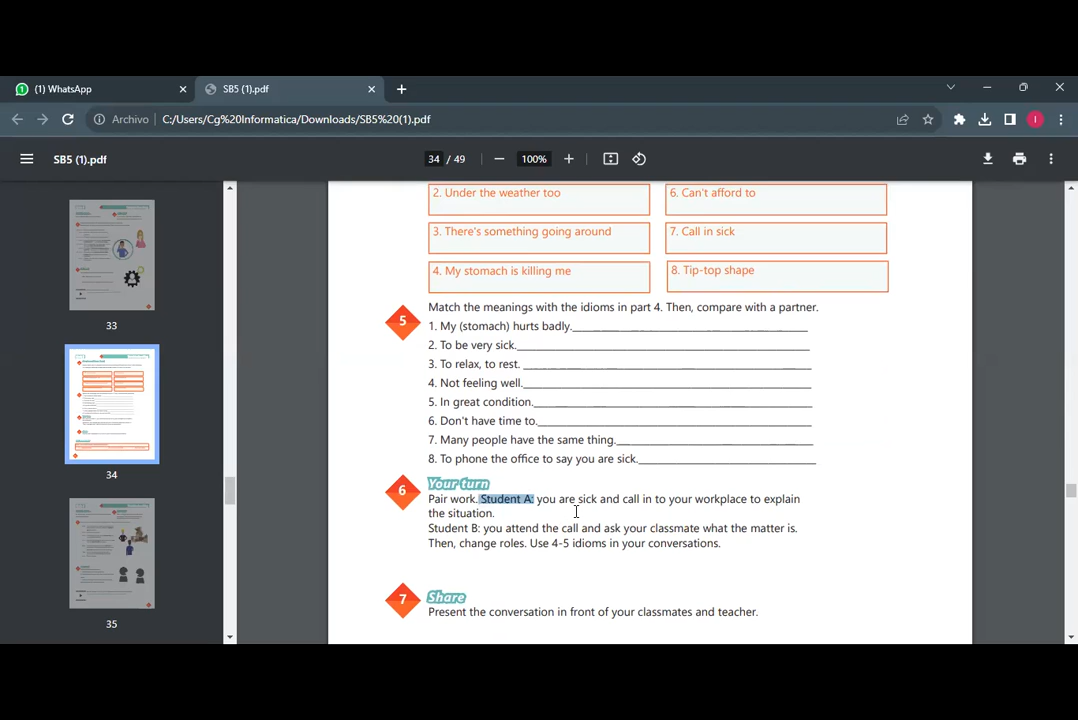 (1) WhatsApp
SB5 (1).pdf
Archivo
C:/Users/Cg%20Informatica/Downloads/SB5%20(1).pdf
I
SB5 (1).pdf
34 / 49
100%
33
34
35
2. Under the weather too
6. Can't afford to
3. There's something going around
7. Call in sick
4. My stomach is killing me
8. Tip-top shape
5
Match the meanings with the idioms in part 4. Then, compare with a partner.
1. My (stomach) hurts badly.
2. To be very sick.
3. To relax, to rest.
4. Not feeling well.
5. In great condition.
6. Don't have time to.
7. Many people have the same thing.
8. To phone the office to say you are sick.
6
Your turn
Pair work. Student A: you are sick and call in to your workplace to explain
the situation.
Student B: you attend the call and ask your classmate what the matter is.
Then, change roles. Use 4-5 idioms in your conversations.
7
Share
Present the conversation in front of your classmates and teacher.